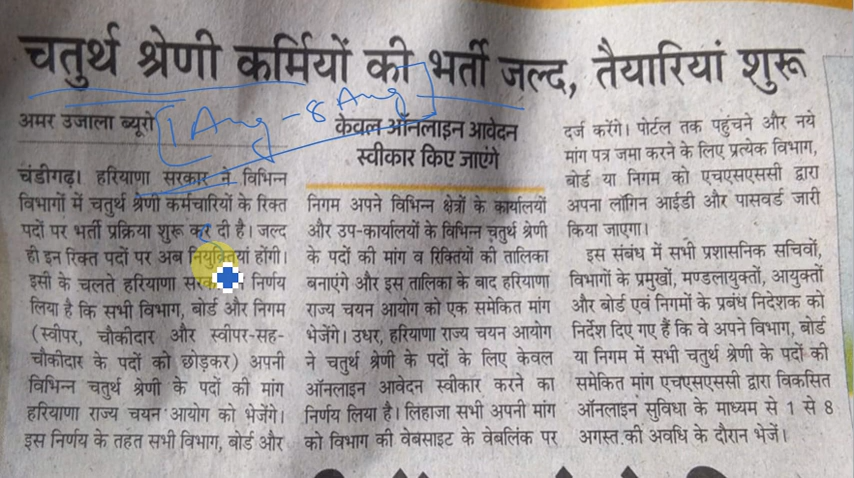 चतुर्थ श्रेणी कर्मियों की भर्ती जल्द, तैयारियां शुरू
1 Aug - 8 Aug
अमर उजाला ब्यूरो
चंडीगढ़। हरियाणा सरकार ने विभिन्न
विभागों में चतुर्थ श्रेणी कर्मचारियों के रिक्त
पदों पर भर्ती प्रक्रिया शुरू कर दी है। जल्द
ही इन रिक्त पदों पर अब नियुक्तियां होंगी।
इसी के चलते हरियाणा निर्णय
लिया है कि सभी विभाग, बोर्ड और निगम
(स्वीपर, चौकीदार और स्वीपर-सह-
चौकीदार के पदों को छोड़कर) अपनी
विभिन्न चतुर्थ श्रेणी के पदों की मांग
हरियाणा राज्य चयन आयोग को भेजेंगे।
इस निर्णय के तहत सभी विभाग, बोर्ड और
केवल ऑनलाइन आवेदन
स्वीकार किए जाएंगे
निगम अपने विभिन्न क्षेत्रों के कार्यालयों
और उप-कार्यालयों के विभिन्न चतुर्थ श्रेणी
के पदों की मांग व रिक्तियों की तालिका
बनाएंगे और इस तालिका के बाद हरियाणा
राज्य चयन आयोग को एक समेकित मांग
भेजेंगे। उधर, हरियाणा राज्य चयन आयोग
ने चतुर्थ श्रेणी के पदों के लिए केवल
ऑनलाइन आवेदन स्वीकार करने का
निर्णय लिया है। लिहाजा सभी अपनी मांग
को विभाग की वेबसाइट के वेबलिंक पर
दर्ज करेंगे। पोर्टल तक पहुंचने और नये
मांग पत्र जमा करने के लिए प्रत्येक विभाग,
बोर्ड या निगम को एचएसएससी द्वारा
अपना लॉगिन आईडी और पासवर्ड जारी
किया जाएगा।
इस संबंध में सभी प्रशासनिक सचिवों,
विभागों के प्रमुखों, मण्डलायुक्तों, आयुक्तों
और बोर्ड एवं निगमों के प्रबंध निदेशक को
निर्देश दिए गए हैं कि वे अपने विभाग, बोर्ड
या निगम में सभी चतुर्थ श्रेणी के पदों की
समेकित मांग एचएसएससी द्वारा विकसित
ऑनलाइन सुविधा के माध्यम से 1 से 8
अगस्त की अवधि के दौरान भेजें।